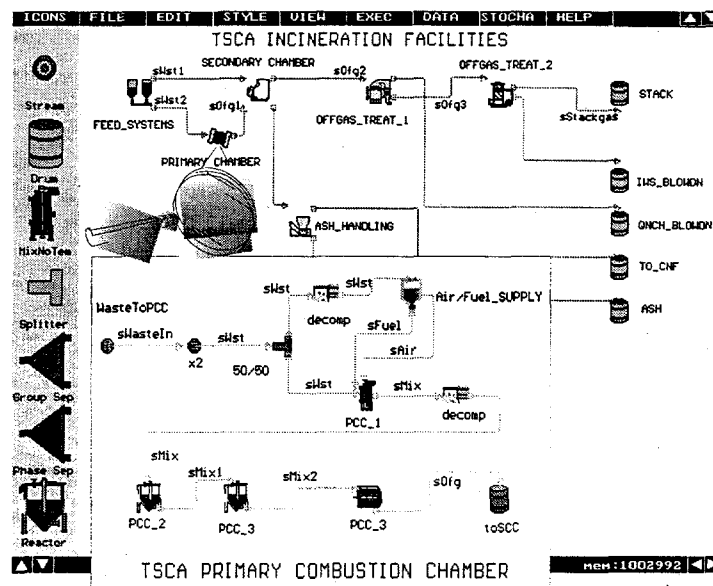 ICONS FILE EDIT STYLE VIEW EXEC DATA STOCHA HELP
TSCA INCINERATION FACILITIES
SECONDARY CHAMBER
OFFGAS_TREAT_2
sWst1
sOfg2
STACK
sWst2
sOfg1
sOfg3
Stream
FEED_SYSTEMS
OFFGAS_TREAT_1
sStackgas
PRIMARY CHAMBER
Drum
IWS_BLOWDN
ASH_HANDLING
QNCH_BLOWDN
MixNoTem
TO_CNF
sWst
sWst
WasteToPCC
Air/Fuel_SUPPLY
ASH
decomp
Splitter
sWasteIn
sWst
sFuel
x2
50/50
sAir
sWst
sMix
Group Sep
PCC_1
decomp
sMix
Phase Sep
sMix1
sMix2
sOfg
PCC_2
PCC_3
PCC_3
toSCC
Reactor
TSCA PRIMARY COMBUSTION CHAMBER
mem:1002992